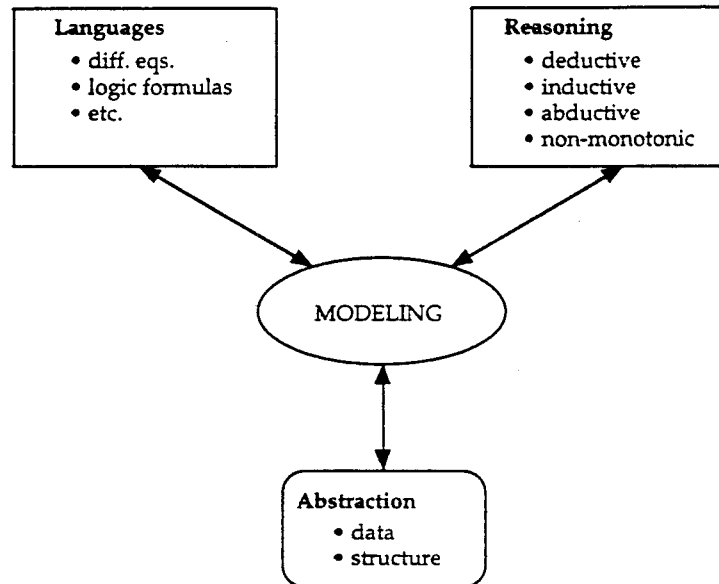 Languages
• diff. eqs.
• logic formulas
• etc.
Reasoning
• deductive
• inductive
• abductive
• non-monotonic
MODELING
Abstraction
• data
• structure